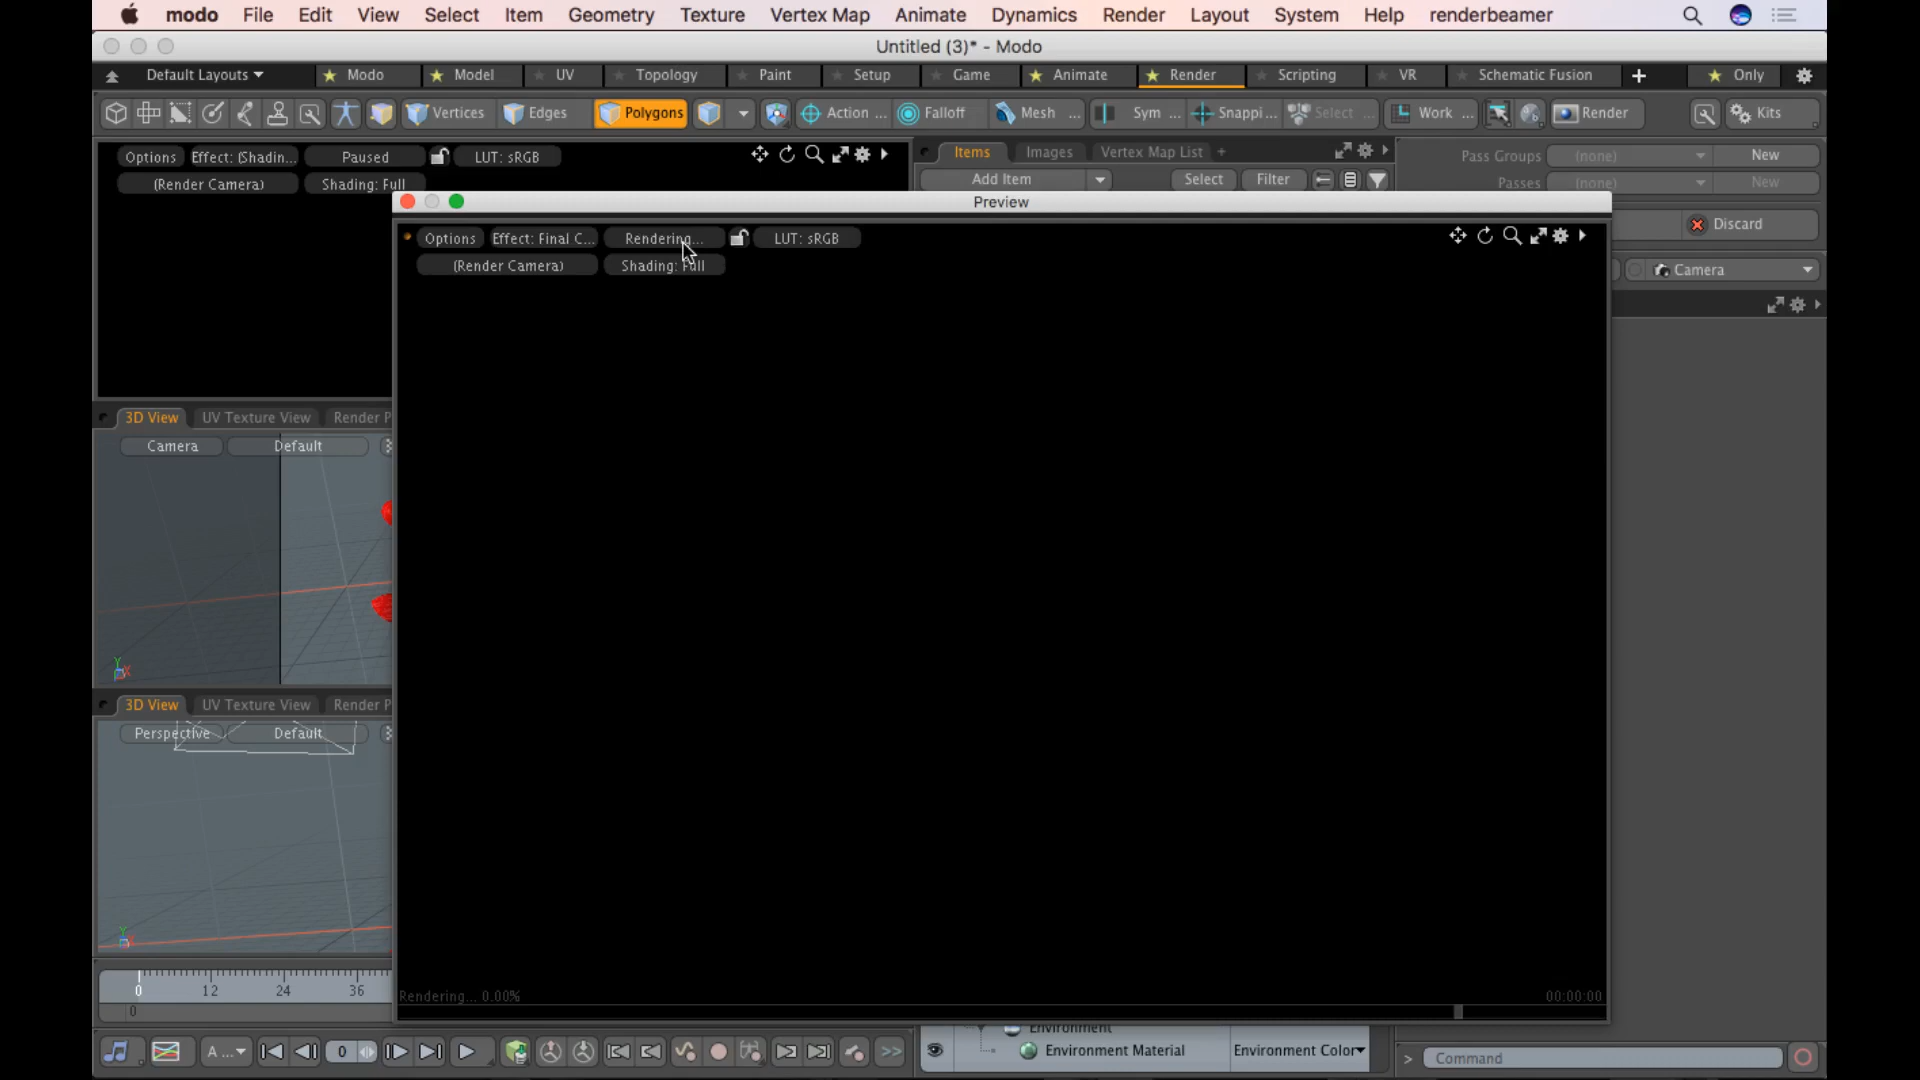 modo File Edit View Select Item Geometry Texture Vertex Map Animate Dynamics Render Layout System Help renderbeamer
Untitled (3)* - Modo
Default Layouts Modo Model UV Topology Paint Setup Game Animate Render Scripting VR Schematic Fusion + Only
Vertices Edges Polygons Action ... Falloff Mesh ... Sym ... Snappi... Select ... Work ... Render Kits
Options Effect: (Shadin... Paused LUT: sRGB
(Render Camera) Shading: Full
Items Images Vertex Map List +
Add Item Select Filter
Pass Groups (none) New
Passes (none) New
Discard
Camera
Preview
Options Effect: Final C... Rendering... LUT: sRGB
(Render Camera) Shading: Full
3D View UV Texture View Render P
Camera Default
3D View UV Texture View Render P
Perspective Default
Rendering... 0.00% 00:00:00
0 12 24 36
0
A ... 0 >>
Environment
Environment Material Environment Color
> Command